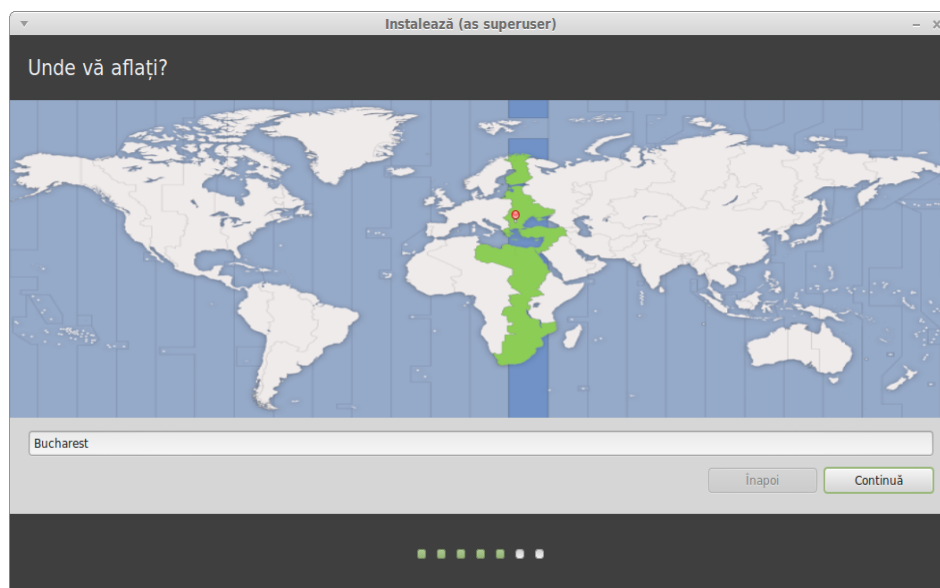 Instalează (as superuser)
Unde vă aflați?
Bucharest
Înapoi
Continuă